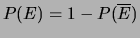 P(E) = 1 − P(E̅)